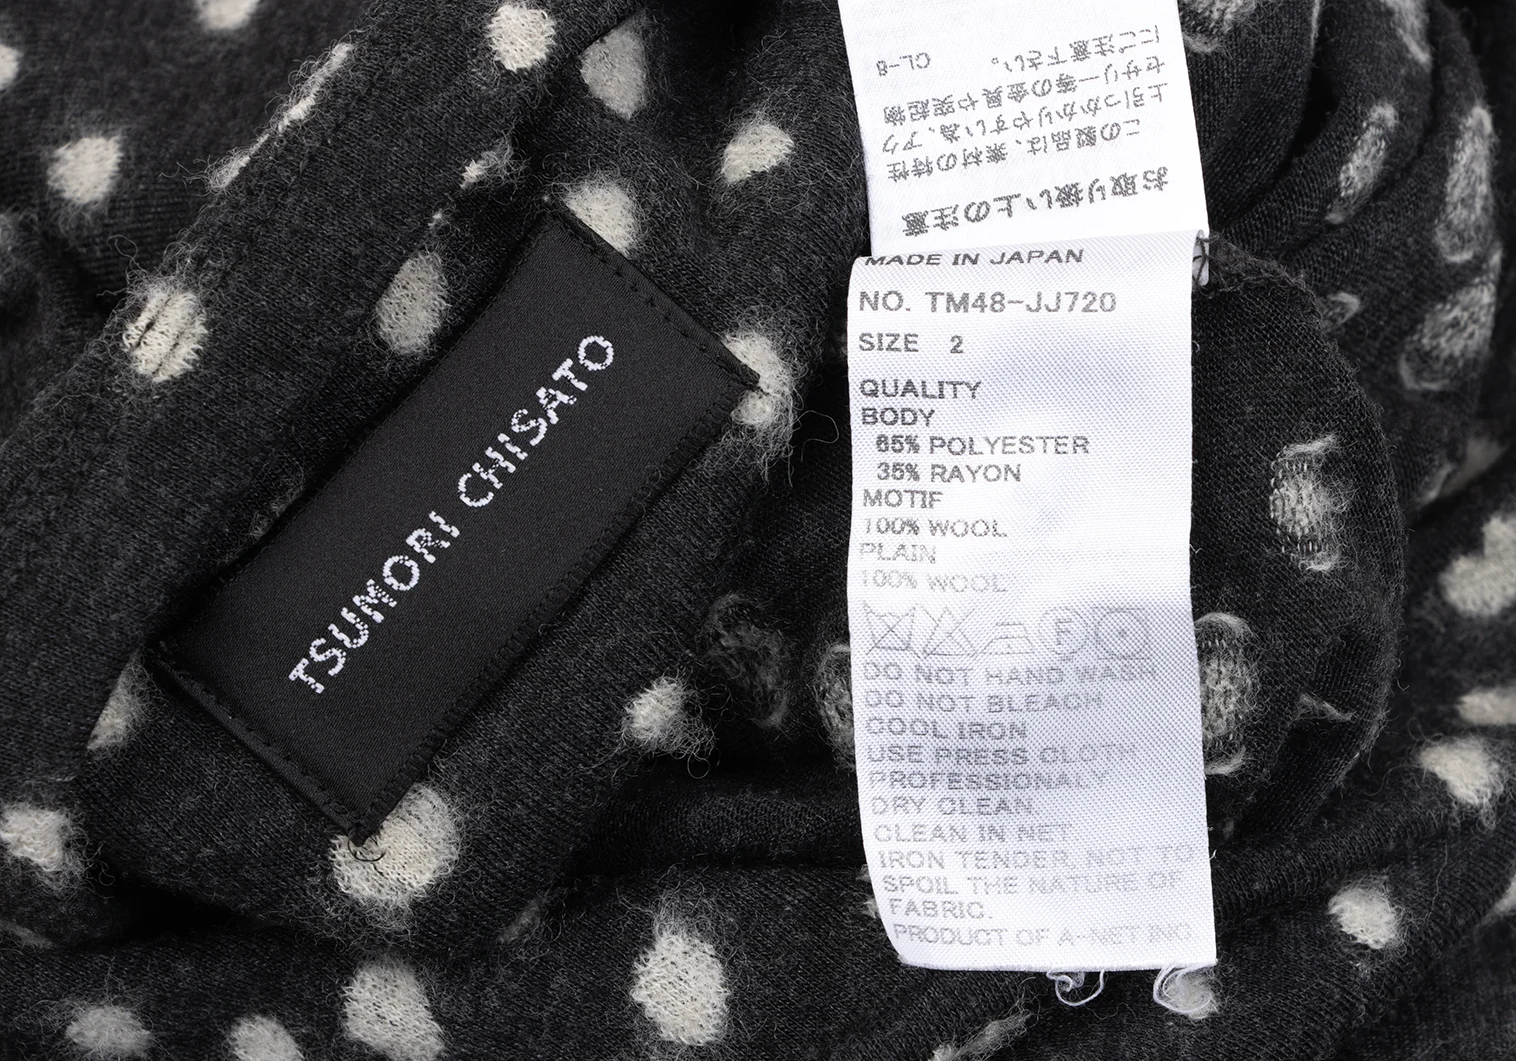 TSUMORI CHISATO
お取り扱い上の注意
この製品は、素材の特性
上引っかかりやすい為、アク
セサリー等の金具や突起物
にご注意下さい。
CL-8
MADE IN JAPAN
NO. TM48-JJ720
SIZE 2
QUALITY
BODY
65% POLYESTER
35% RAYON
MOTIF
100% WOOL
PLAIN
100% WOOL
F
DO NOT HAND WASH
DO NOT BLEACH
COOL IRON
USE PRESS CLOTH
PROFESSIONALY
DRY CLEAN.
CLEAN IN NET.
IRON TENDER NOT TO
SPOIL THE NATURE OF
FABRIC.
PRODUCT OF A-NET INC.